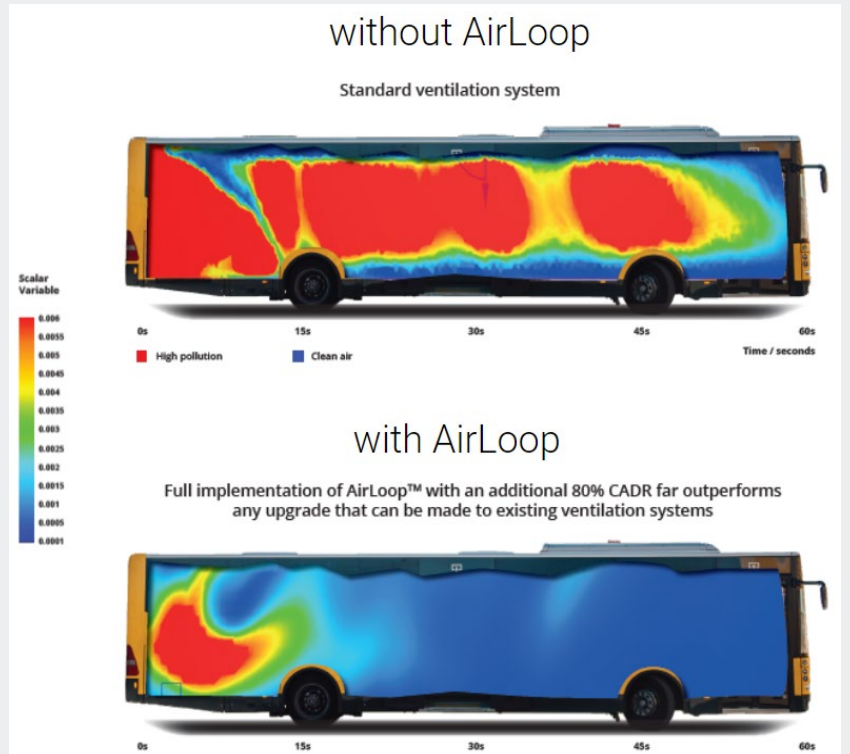 without AirLoop
Standard ventilation system
Scalar
Variable
0.006
0.0055
0.005
0.0045
0.004
0.0035
0.003
0.0025
0.002
0.0015
0.001
0.0005
0.0001
0s 15s 30s 45s 60s
High pollution Clean air Time / seconds
with AirLoop
Full implementation of AirLoop™ with an additional 80% CADR far outperforms
any upgrade that can be made to existing ventilation systems
0s 15s 30s 45s 60s